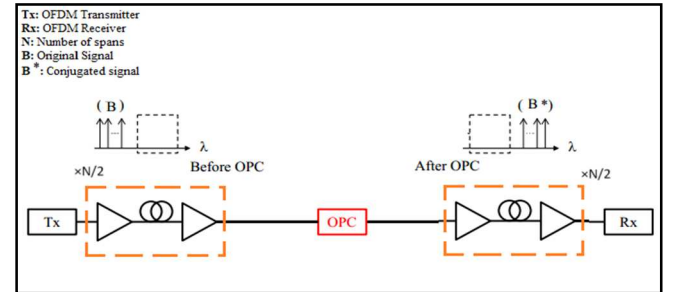 Tx: OFDM Transmitter
Rx: OFDM Receiver
N: Number of spans
B: Original Signal
B *: Conjugated signal
( B )
( B*)
...
...
λ
λ
Before OPC
After OPC
×N/2
×N/2
Tx
OPC
Rx